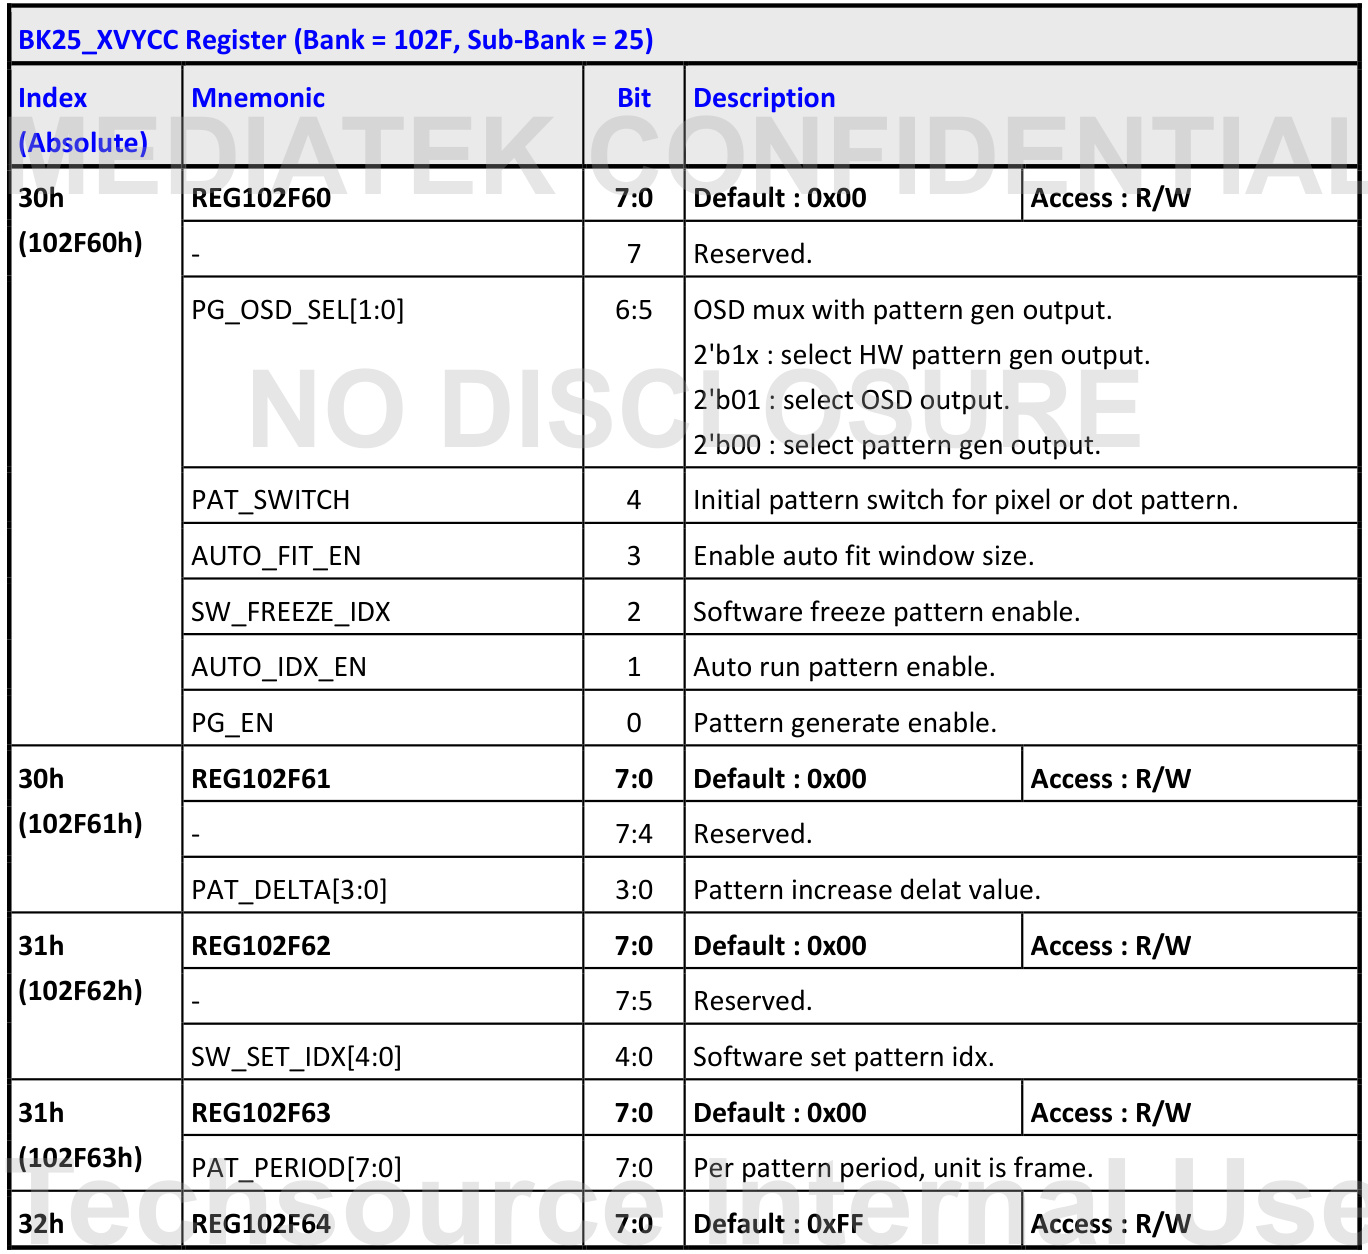 BK25_XVYCC Register (Bank = 102F, Sub-Bank = 25)
Index (Absolute) Mnemonic Bit Description
MEDIATEK CONFIDENTIAL
30h (102F60h) REG102F60 7:0 Default : 0x00 Access : R/W
- 7 Reserved.
PG_OSD_SEL[1:0] 6:5 OSD mux with pattern gen output.
2'b1x : select HW pattern gen output.
NO DISCLOSURE
2'b01 : select OSD output.
2'b00 : select pattern gen output.
PAT_SWITCH 4 Initial pattern switch for pixel or dot pattern.
AUTO_FIT_EN 3 Enable auto fit window size.
SW_FREEZE_IDX 2 Software freeze pattern enable.
AUTO_IDX_EN 1 Auto run pattern enable.
PG_EN 0 Pattern generate enable.
30h (102F61h) REG102F61 7:0 Default : 0x00 Access : R/W
- 7:4 Reserved.
PAT_DELTA[3:0] 3:0 Pattern increase delat value.
31h (102F62h) REG102F62 7:0 Default : 0x00 Access : R/W
- 7:5 Reserved.
SW_SET_IDX[4:0] 4:0 Software set pattern idx.
31h (102F63h) REG102F63 7:0 Default : 0x00 Access : R/W
PAT_PERIOD[7:0] 7:0 Per pattern period, unit is frame.
Techsource Internal Use
32h REG102F64 7:0 Default : 0xFF Access : R/W